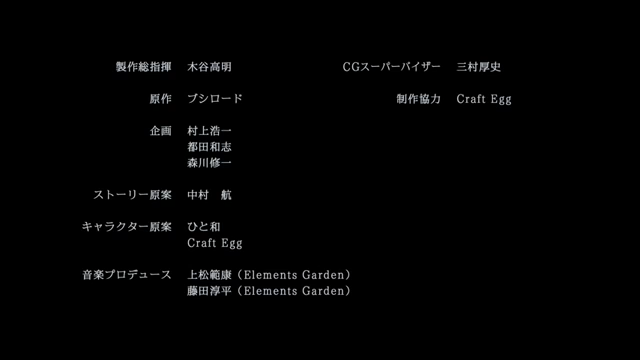 製作総指揮 木谷高明
原作 ブシロード
企画 村上浩一
都田和志
森川修一
ストーリー原案 中村 航
キャラクター原案 ひと和
Craft Egg
音楽プロデュース 上松範康（Elements Garden）
藤田淳平（Elements Garden）
CGスーパーバイザー 三村厚史
制作協力 Craft Egg